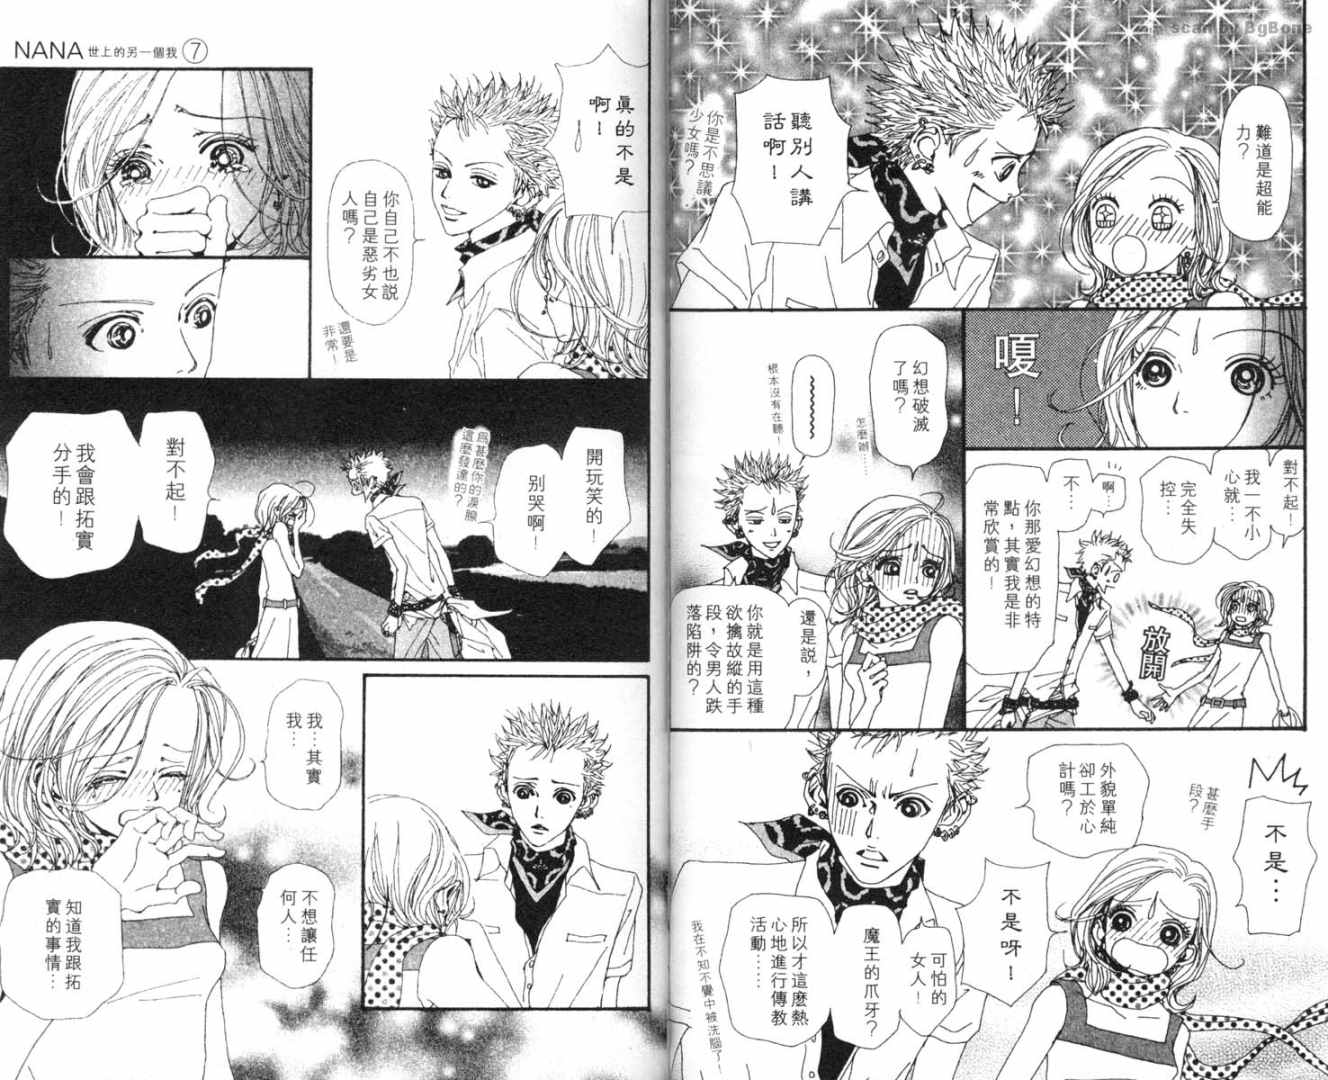 scan by BgBone
難道是超能
力？
聽別人講
話啊！
你是不思議
少女嗎？
嗄！
幻想破滅
了嗎？
怎麼辦……
根本沒有在聽！
對不起！
我一不小
心就…
完全失
控…
啊…
不…
你那愛幻想的特
點，其實我是非
常欣賞的！
放開
還是說，
你就是用這種
欲擒故縱的手
段，令男人跌
落陷阱的？
不是…
甚麼手
段？
外貌單純
卻工於心
計嗎？
不是呀！
可怕的
女人！
魔王的爪牙？
所以才這麼熱
心地進行傳教
活動……
我在不知不覺中被洗腦了
NANA世上的另一個我⑦
真的不是
啊！
你自己不也說
自己是惡劣女
人嗎？
還要是
非常！
開玩笑的！
別哭啊！
為甚麼你的淚腺
這麼發達的？
對不起！
我會跟拓實
分手的！
我…其實
我…
不想讓任
何人…
知道我跟拓
實的事情…